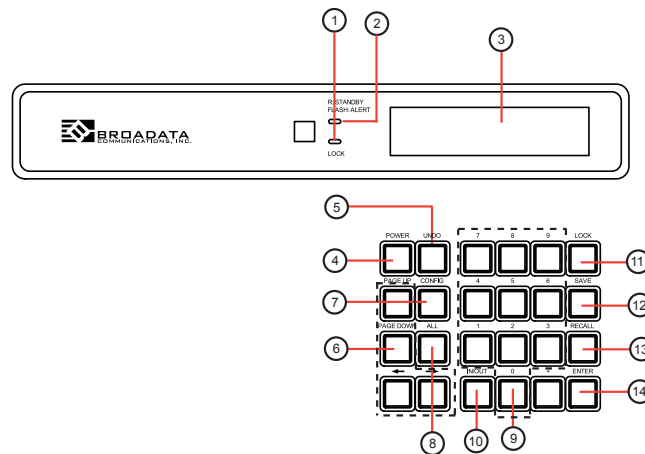 1
2
3
R: STANDBY
FLASH: ALERT
BROADATA
COMMUNICATIONS, INC.
LOCK
5
POWER UNDO 7 8 9 LOCK
4
11
PAGE UP CONFIG 4 5 6 SAVE
7
12
PAGE DOWN ALL 1 2 3 RECALL
6
13
← → IN/OUT 0 + ENTER
14
8
10
9